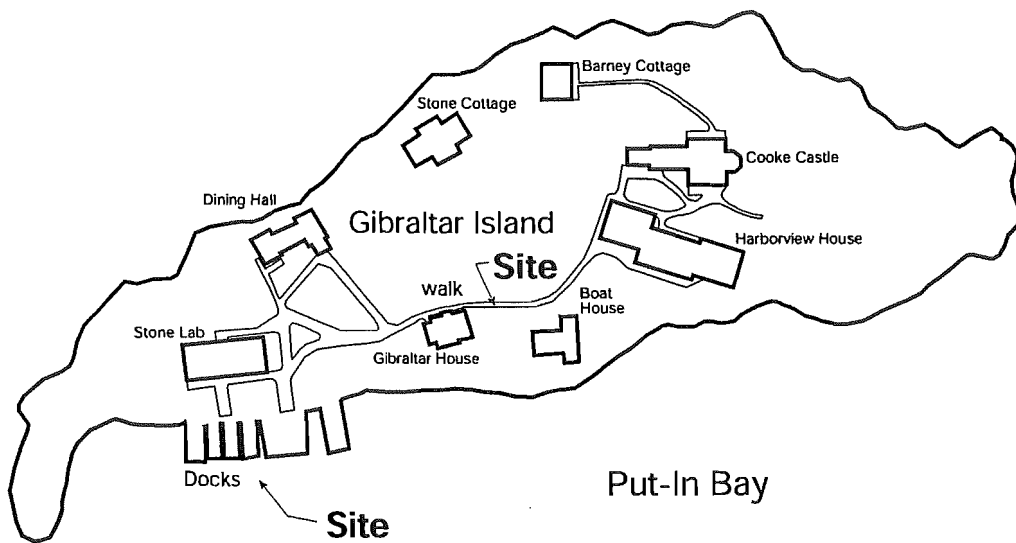 Barney Cottage
Stone Cottage
Cooke Castle
Dining Hall
Gibraltar Island
Harborview House
Site
walk
Boat
House
Stone Lab
Gibraltar House
Docks
Put-In Bay
Site